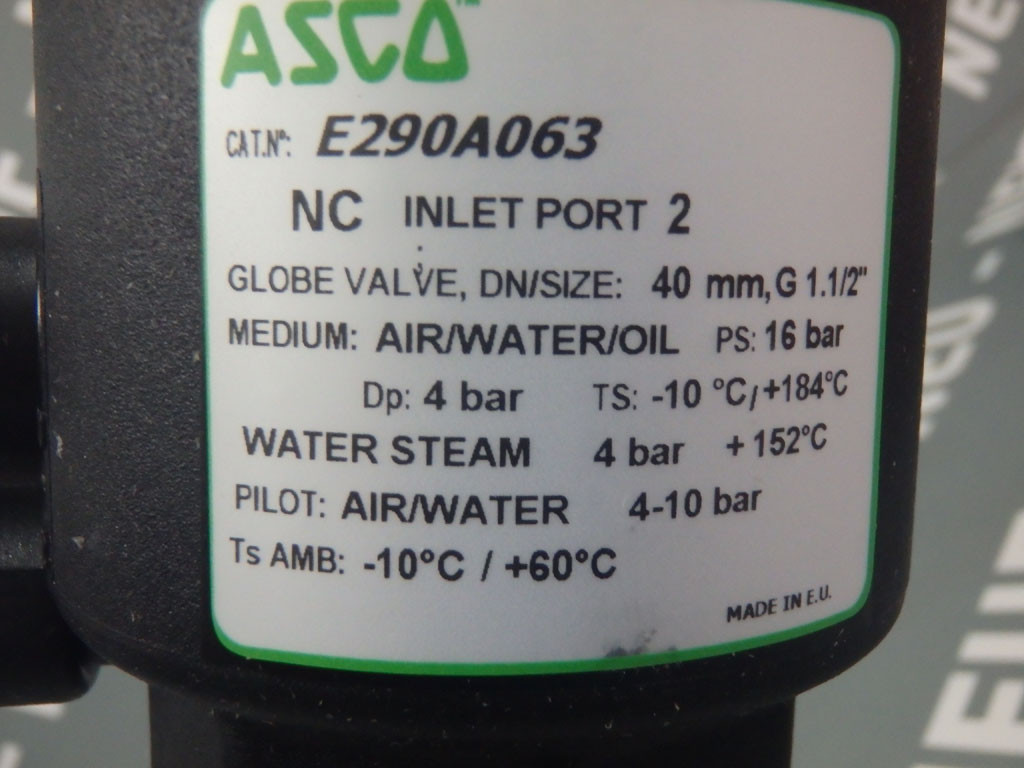 ASCO™
CAT.Nº: E290A063
NC INLET PORT 2
GLOBE VALVE, DN/SIZE: 40 mm, G 1.1/2"
MEDIUM: AIR/WATER/OIL PS: 16 bar
Dp: 4 bar TS: -10 °C/+184°C
WATER STEAM 4 bar +152°C
PILOT: AIR/WATER 4-10 bar
Ts AMB: -10°C / +60°C
MADE IN E.U.